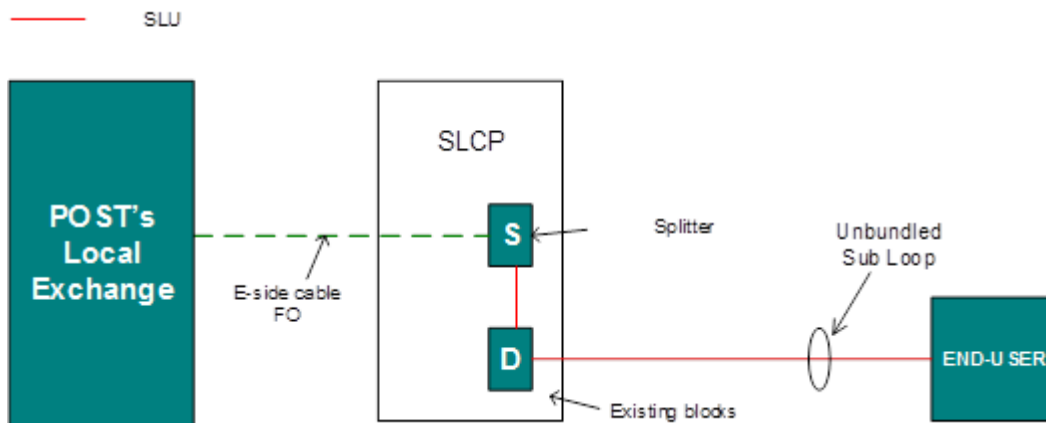 SLU
SLCP
POST's
Local
Exchange
S
Splitter
Unbundled
Sub Loop
E-side cable
FO
D
END-USER
Existing blocks